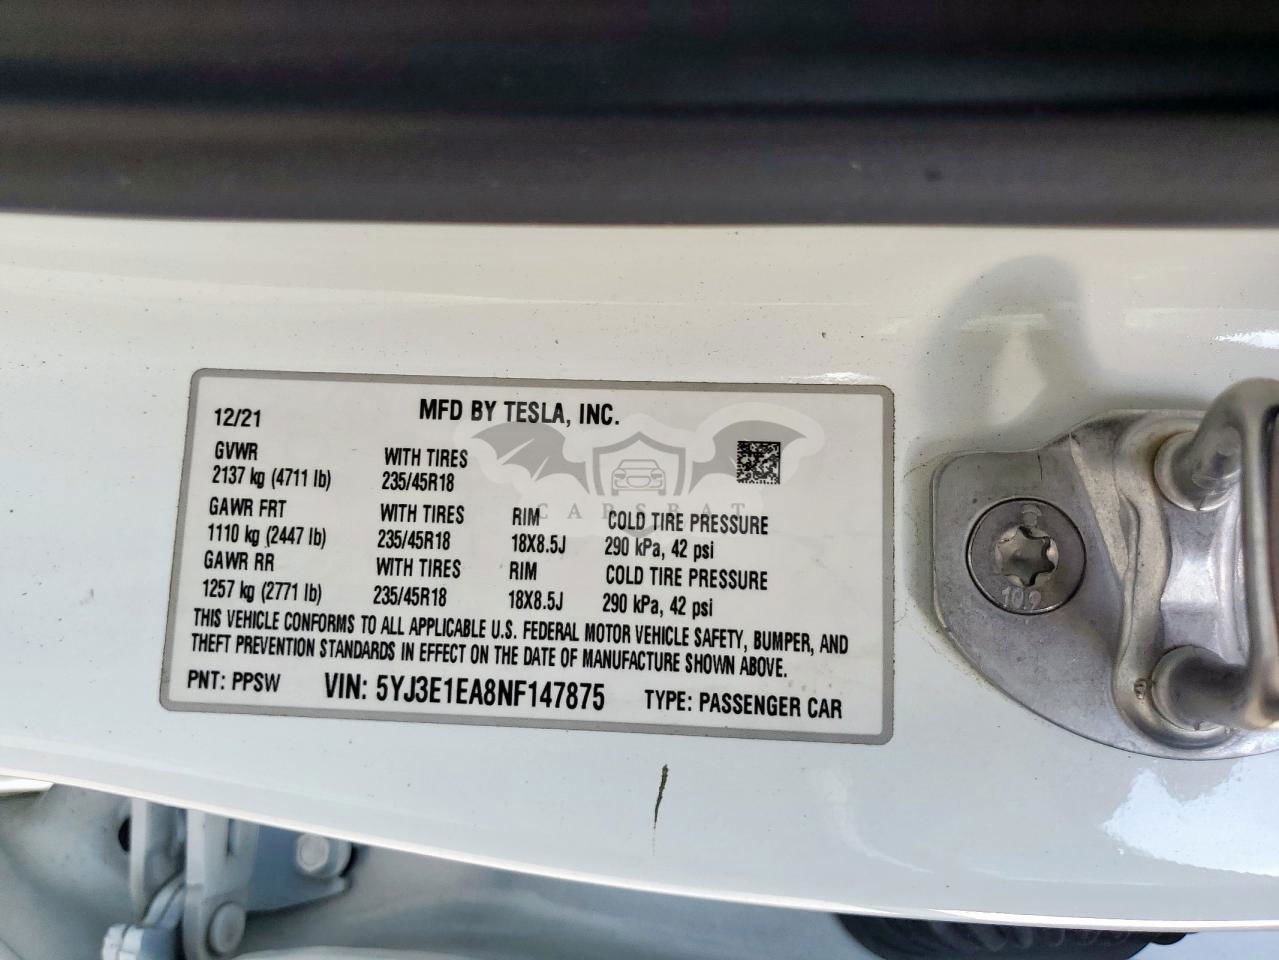 MFD BY TESLA, INC.
12/21
GVWR WITH TIRES
2137 kg (4711 lb) 235/45R18
CARSBAT
GAWR FRT WITH TIRES RIM COLD TIRE PRESSURE
1110 kg (2447 lb) 235/45R18 18X8.5J 290 kPa, 42 psi
GAWR RR WITH TIRES RIM COLD TIRE PRESSURE
1257 kg (2771 lb) 235/45R18 18X8.5J 290 kPa, 42 psi
THIS VEHICLE CONFORMS TO ALL APPLICABLE U.S. FEDERAL MOTOR VEHICLE SAFETY, BUMPER, AND
THEFT PREVENTION STANDARDS IN EFFECT ON THE DATE OF MANUFACTURE SHOWN ABOVE.
PNT: PPSW VIN: 5YJ3E1EA8NF147875 TYPE: PASSENGER CAR
10.9